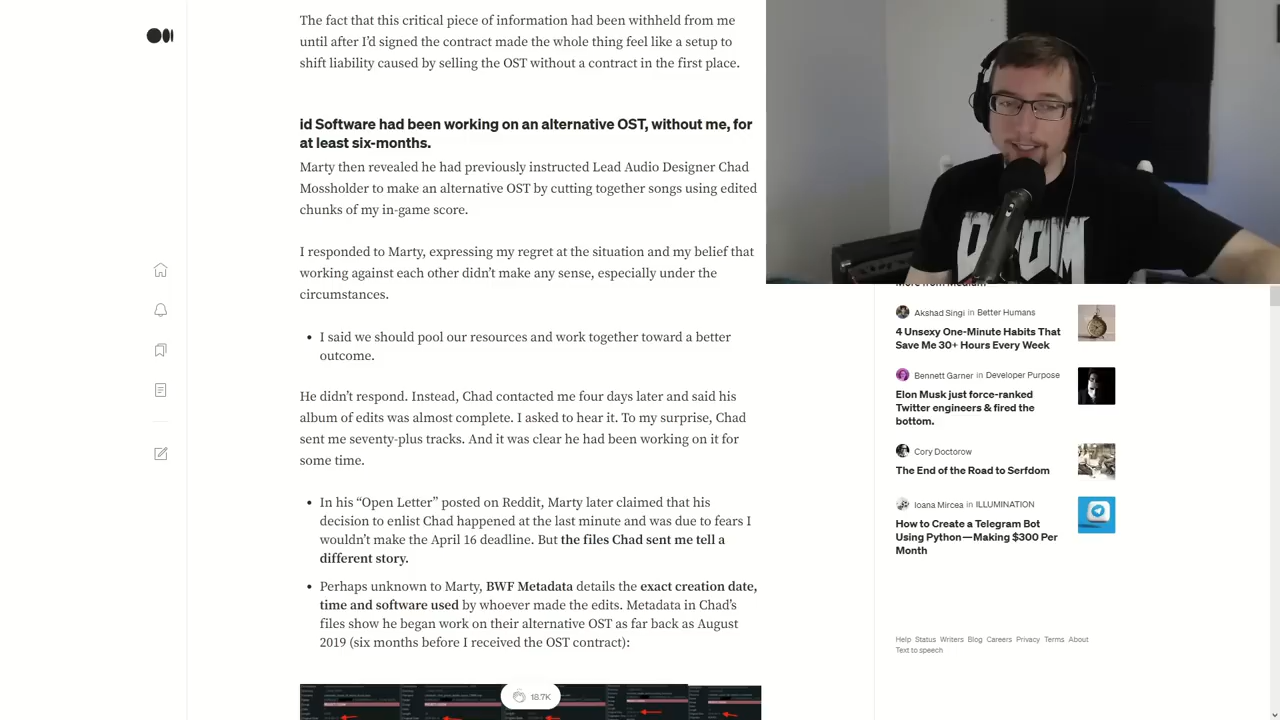 The fact that this critical piece of information had been withheld from me
until after I'd signed the contract made the whole thing feel like a setup to
shift liability caused by selling the OST without a contract in the first place.
id Software had been working on an alternative OST, without me, for
at least six-months.
Marty then revealed he had previously instructed Lead Audio Designer Chad
Mossholder to make an alternative OST by cutting together songs using edited
chunks of my in-game score.
I responded to Marty, expressing my regret at the situation and my belief that
working against each other didn't make any sense, especially under the
circumstances.
• I said we should pool our resources and work together toward a better
outcome.
He didn't respond. Instead, Chad contacted me four days later and said his
album of edits was almost complete. I asked to hear it. To my surprise, Chad
sent me seventy-plus tracks. And it was clear he had been working on it for
some time.
• In his “Open Letter” posted on Reddit, Marty later claimed that his
decision to enlist Chad happened at the last minute and was due to fears I
wouldn't make the April 16 deadline. But the files Chad sent me tell a
different story.
• Perhaps unknown to Marty, BWF Metadata details the exact creation date,
time and software used by whoever made the edits. Metadata in Chad's
files show he began work on their alternative OST as far back as August
2019 (six months before I received the OST contract):
18.7K
DOOM
More from Medium
Akshad Singi in Better Humans
4 Unsexy One-Minute Habits That
Save Me 30+ Hours Every Week
Bennett Garner in Developer Purpose
Elon Musk just force-ranked
Twitter engineers & fired the
bottom.
Cory Doctorow
The End of the Road to Serfdom
Ioana Mircea in ILLUMINATION
How to Create a Telegram Bot
Using Python — Making $300 Per
Month
Help Status Writers Blog Careers Privacy Terms About
Text to speech